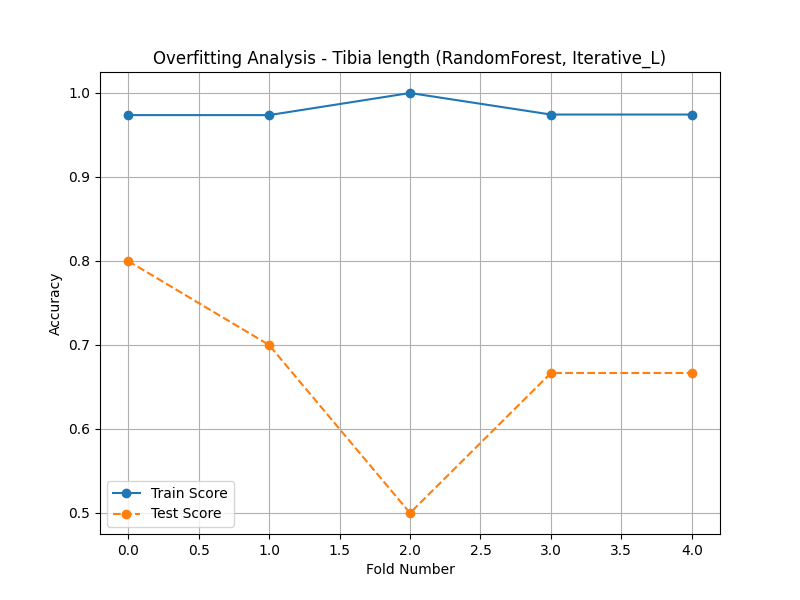 Overfitting Analysis - Tibia length (RandomForest, Iterative_L)
1.0
0.9
0.8
0.7
0.6
0.5
Accuracy
Train Score
Test Score
0.0 0.5 1.0 1.5 2.0 2.5 3.0 3.5 4.0
Fold Number